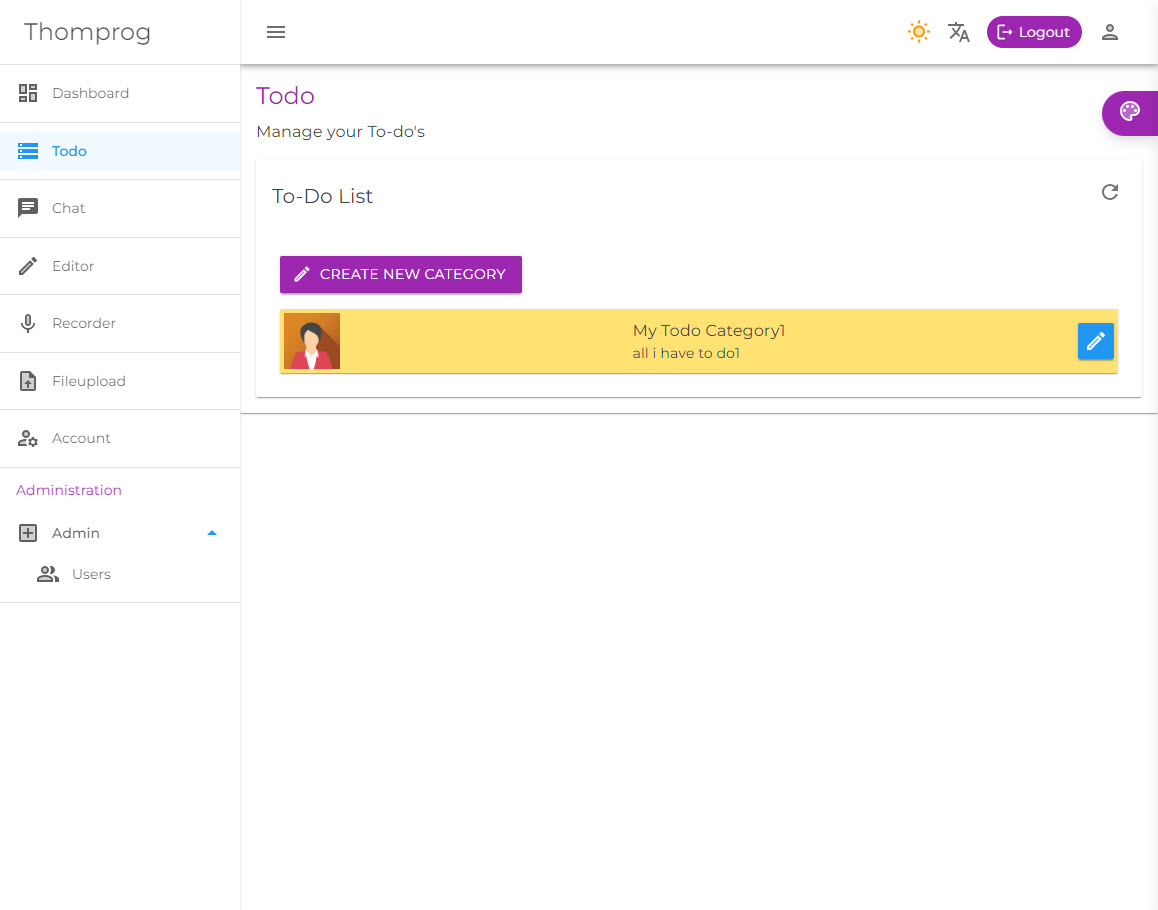 Thomprog
Logout
Dashboard
Todo
Chat
Editor
Recorder
Fileupload
Account
Administration
Admin
Users
Todo
Manage your To-do's
To-Do List
CREATE NEW CATEGORY
My Todo Category1
all i have to do1